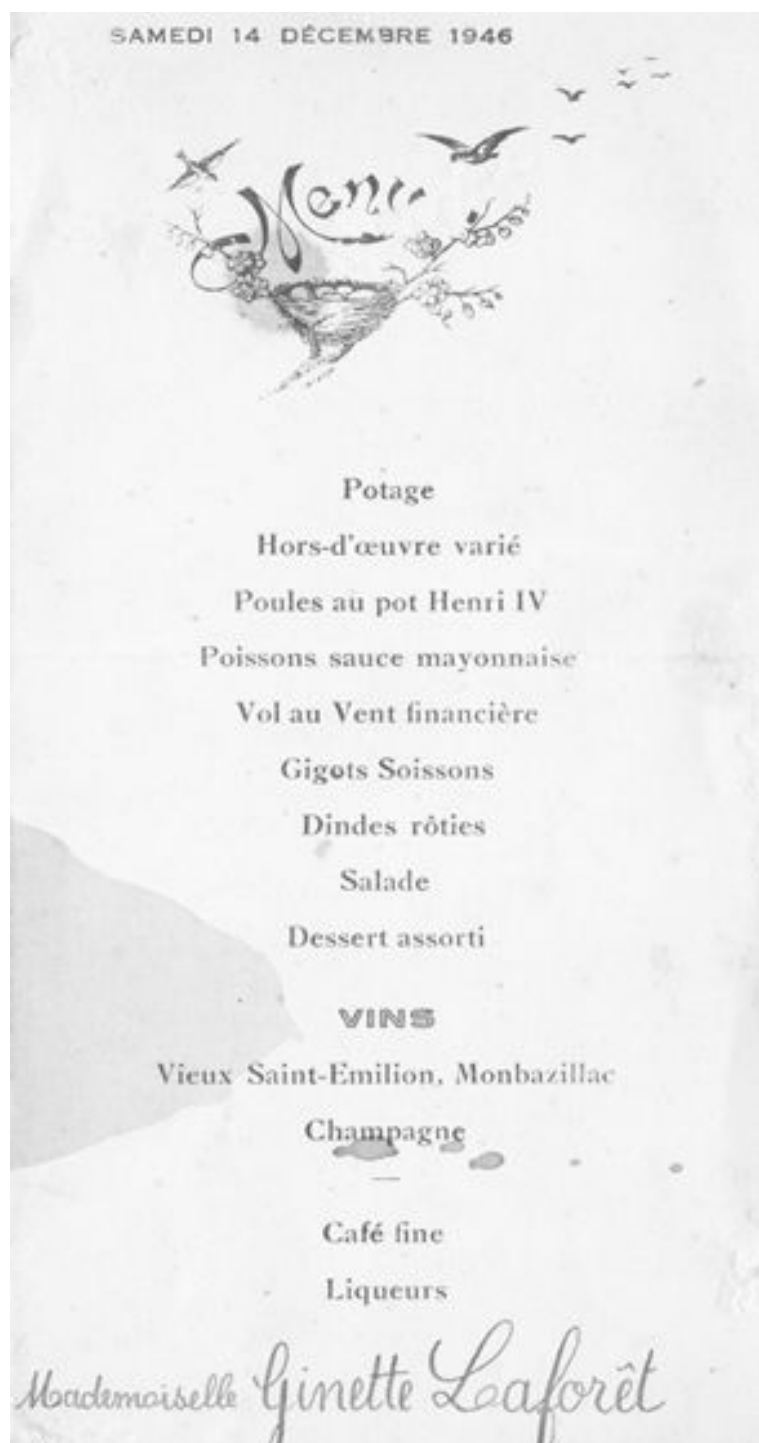 SAMEDI 14 DÉCEMBRE 1946
Menu
Potage
Hors-d'œuvre varié
Poules au pot Henri IV
Poissons sauce mayonnaise
Vol au Vent financière
Gigots Soissons
Dindes rôties
Salade
Dessert assorti
VINS
Vieux Saint-Emilion, Monbazillac
Champagne
Café fine
Liqueurs
Mademoiselle Ginette Laforêt